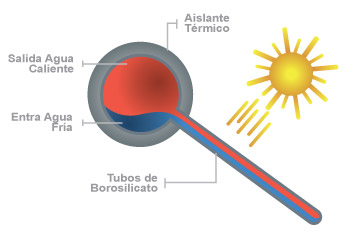 Aislante
Térmico
Salida Agua
Caliente
Entra Agua
Fria
Tubos de
Borosilicato